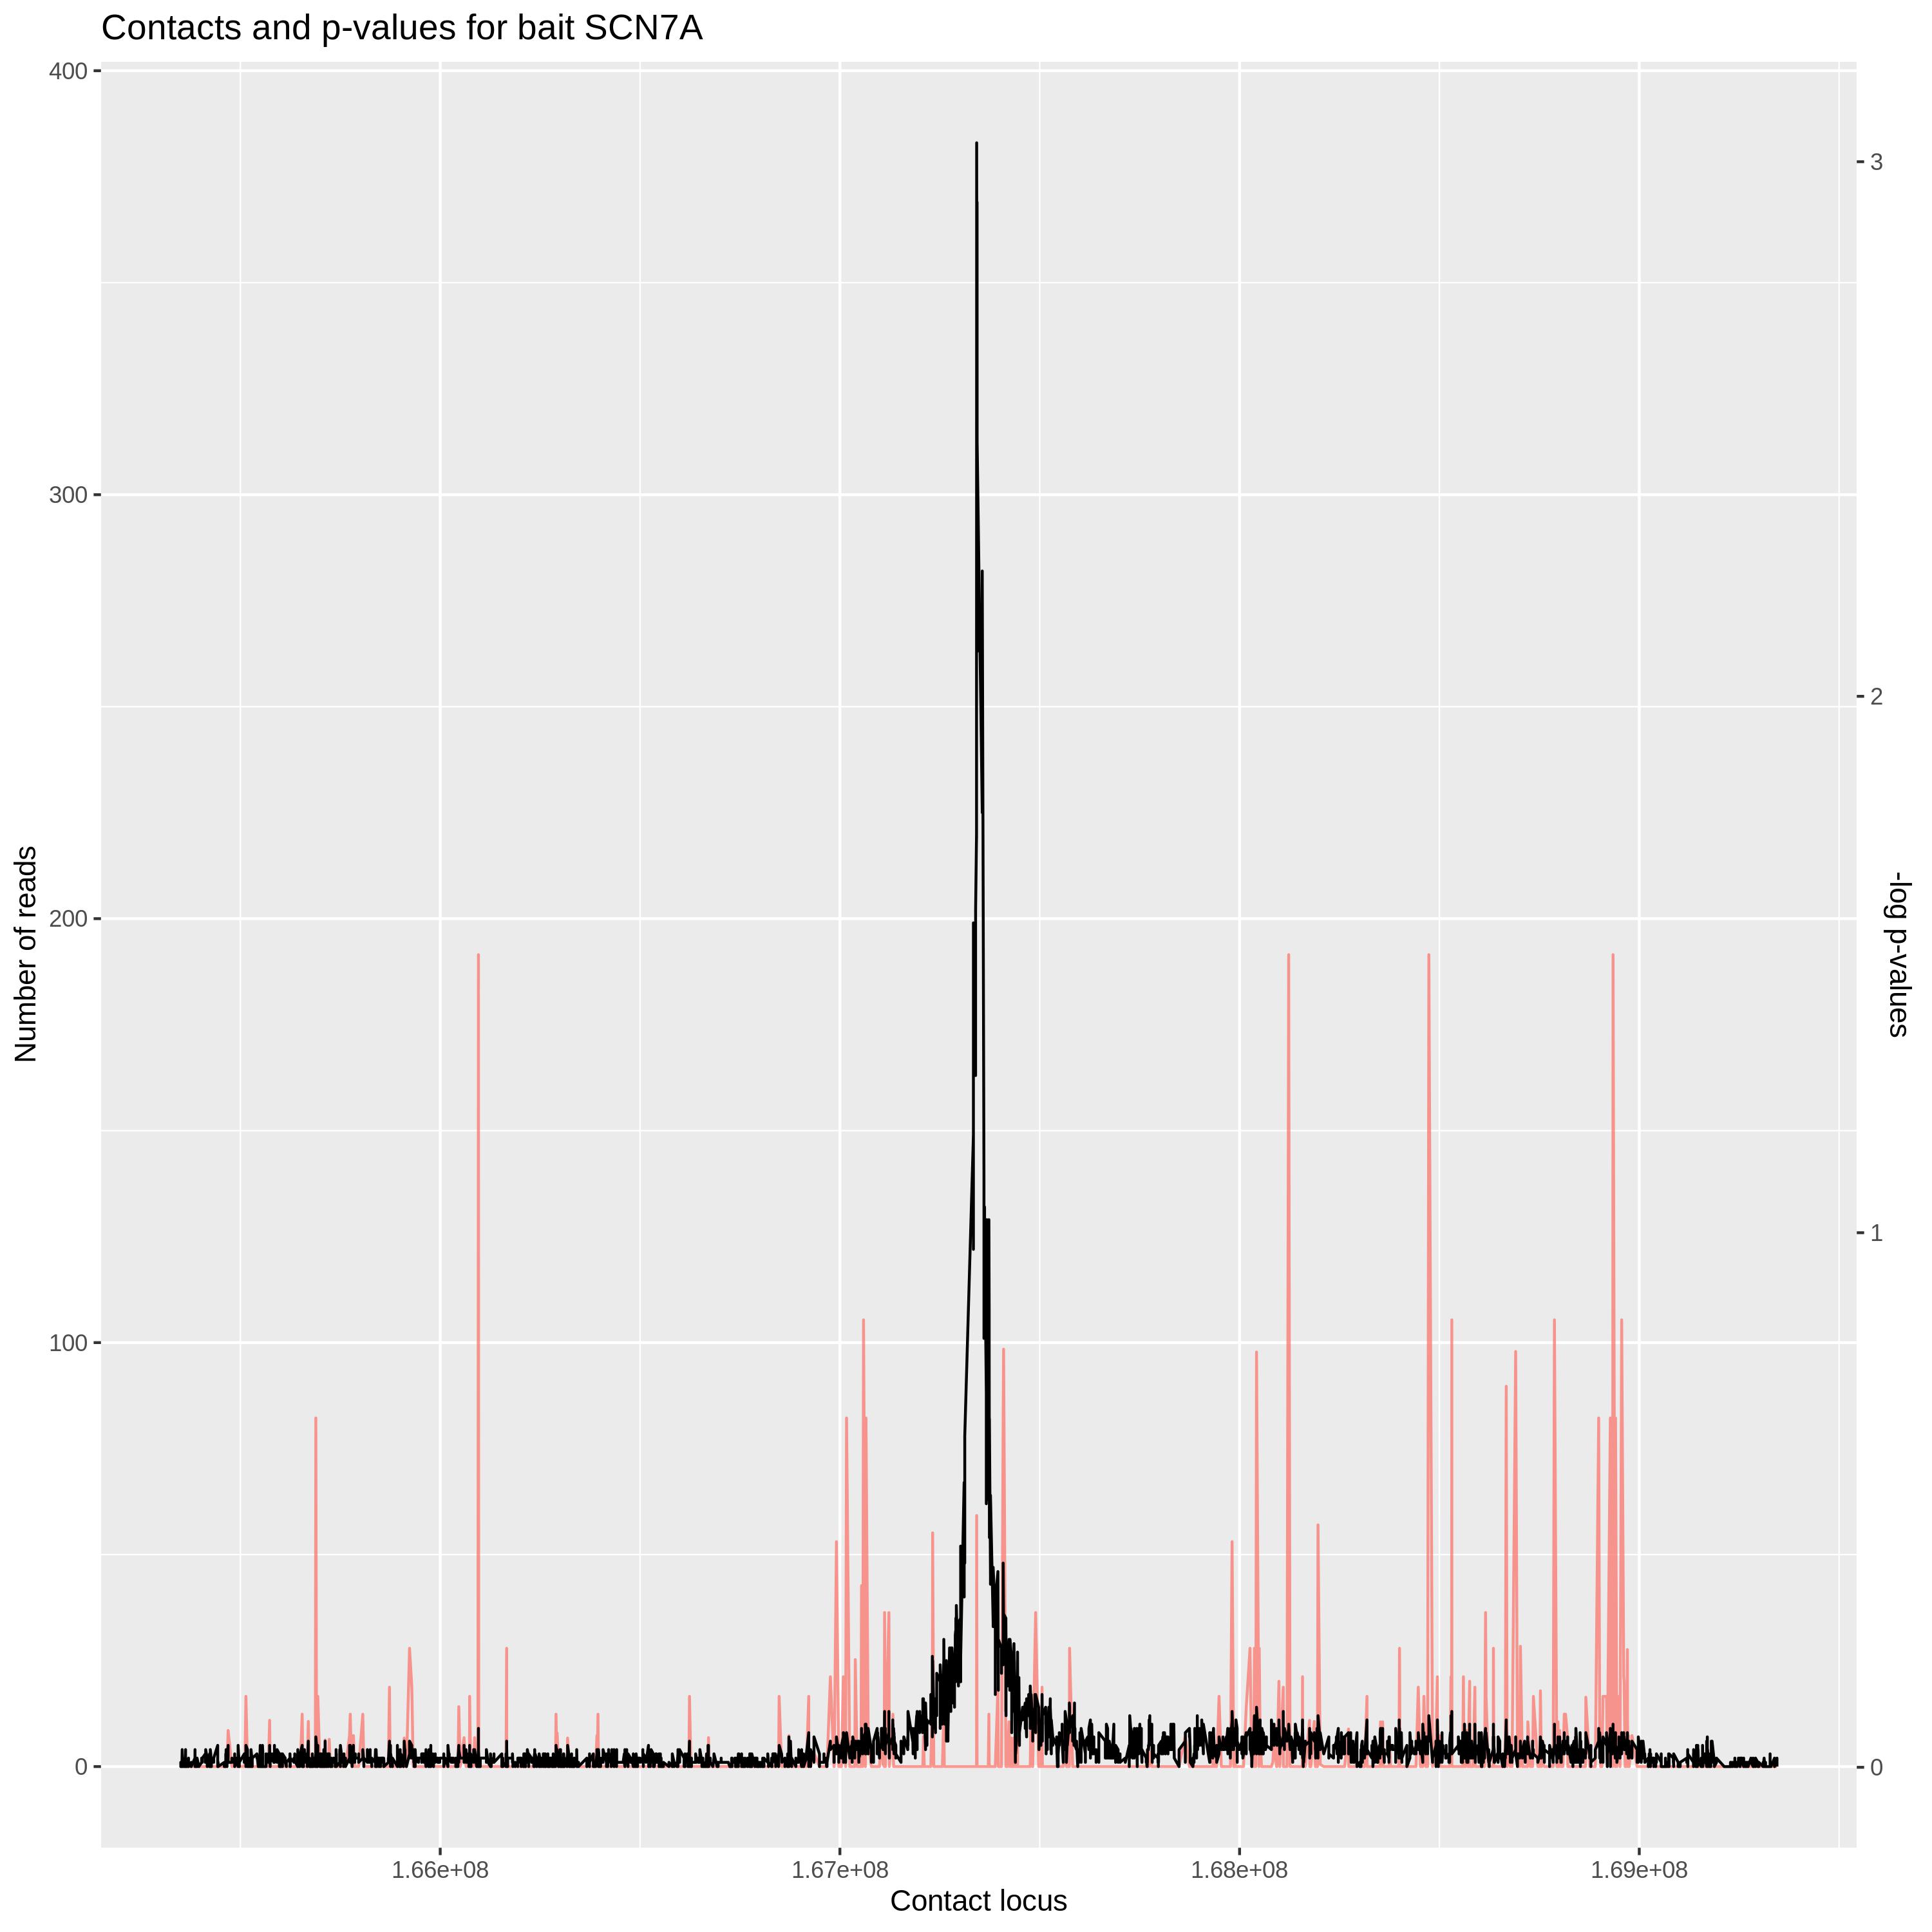 Contacts and p-values for bait SCN7A
400
300
200
100
0
Number of reads
3
2
1
0
-log p-values
1.66e+08
1.67e+08
1.68e+08
1.69e+08
Contact locus